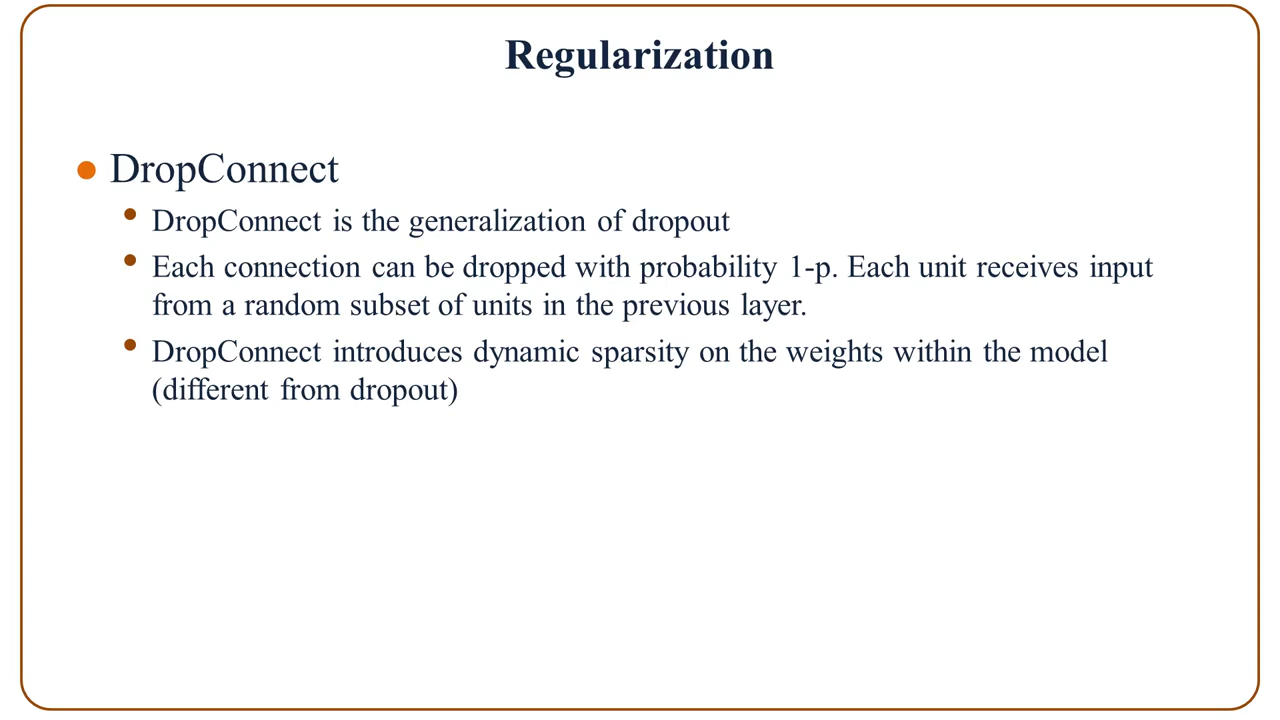 Regularization
DropConnect
DropConnect is the generalization of dropout
Each connection can be dropped with probability 1-p. Each unit receives input
from a random subset of units in the previous layer.
DropConnect introduces dynamic sparsity on the weights within the model
(different from dropout)